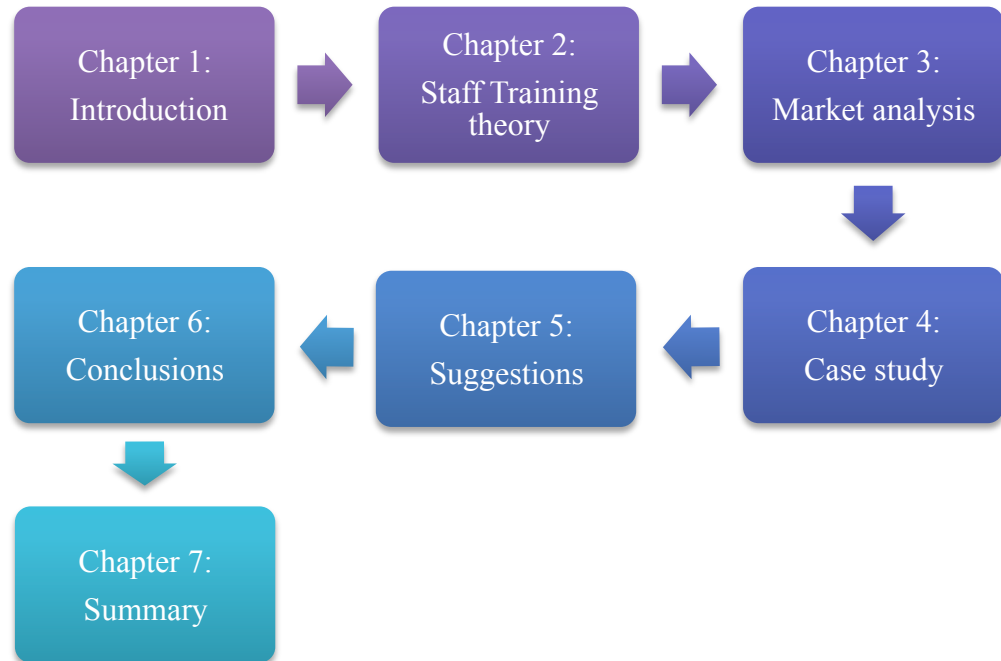 Chapter 1:
Introduction
Chapter 2:
Staff Training
theory
Chapter 3:
Market analysis
Chapter 4:
Case study
Chapter 5:
Suggestions
Chapter 6:
Conclusions
Chapter 7:
Summary